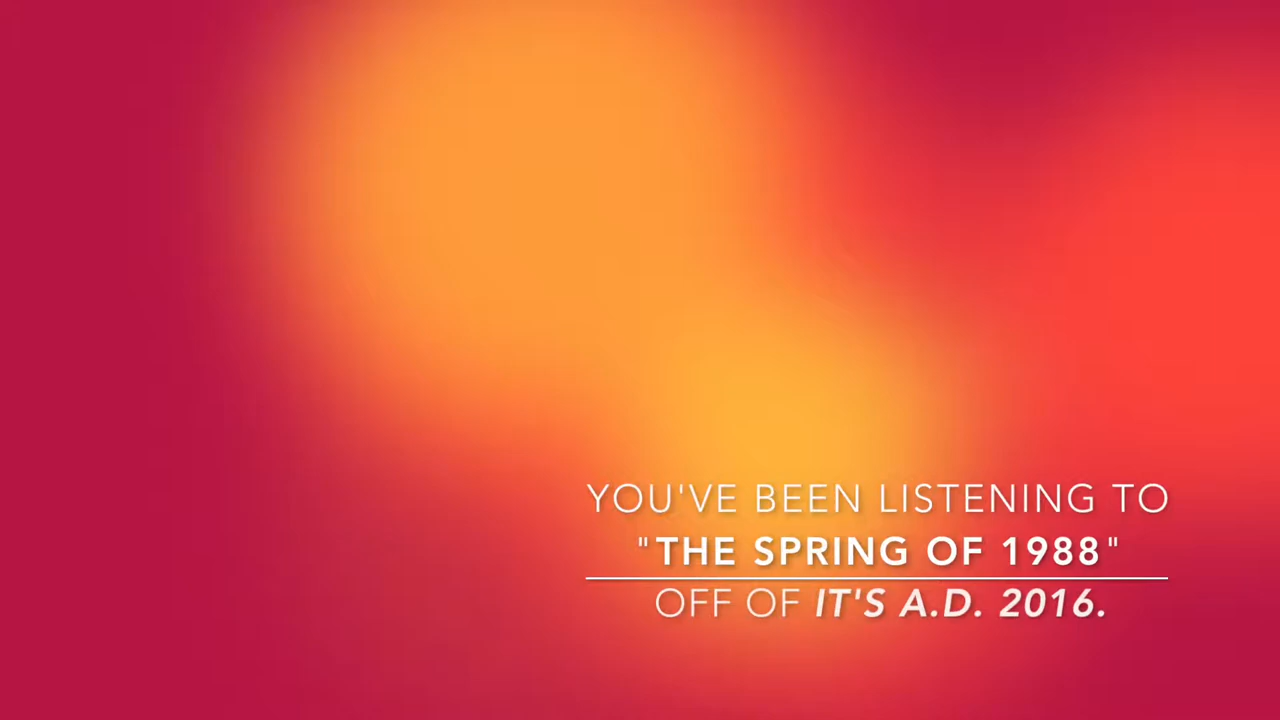 YOU'VE BEEN LISTENING TO
"THE SPRING OF 1988"
OFF OF IT'S A.D. 2016.